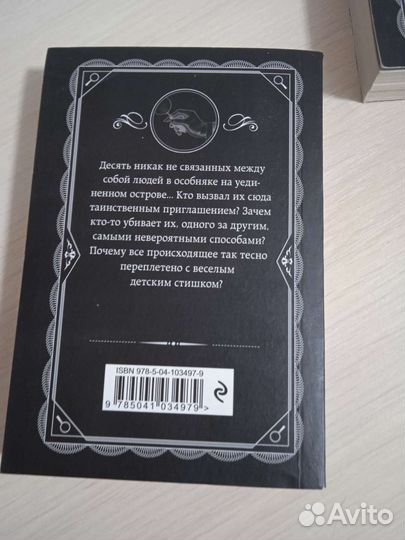 Десять никак не связанных между
собой людей в особняке на уеди-
ненном острове... Кто вызвал их сюда
таинственным приглашением? Зачем
кто-то убивает их, одного за другим,
самыми невероятными способами?
Почему все происходящее так тесно
переплетено с веселым
детским стишком?
ISBN 978-5-04-103497-9
9 785041 034979 >
Avito